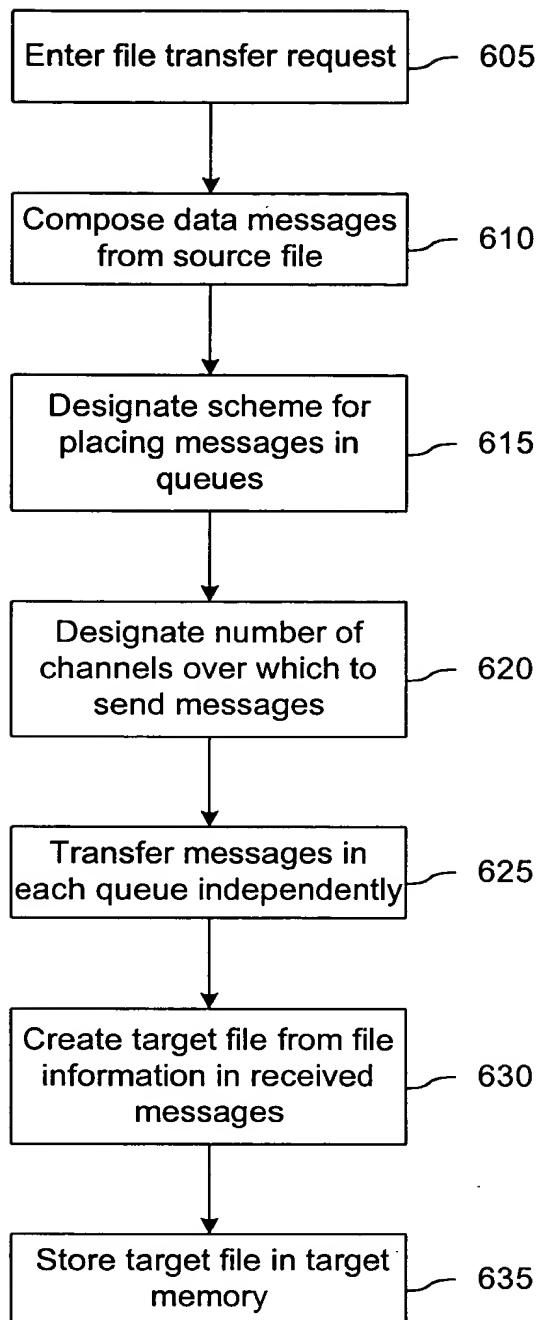 Enter file transfer request
605
Compose data messages
from source file
610
Designate scheme for
placing messages in
queues
615
Designate number of
channels over which to
send messages
620
Transfer messages in
each queue independently
625
Create target file from file
information in received
messages
630
Store target file in target
memory
635